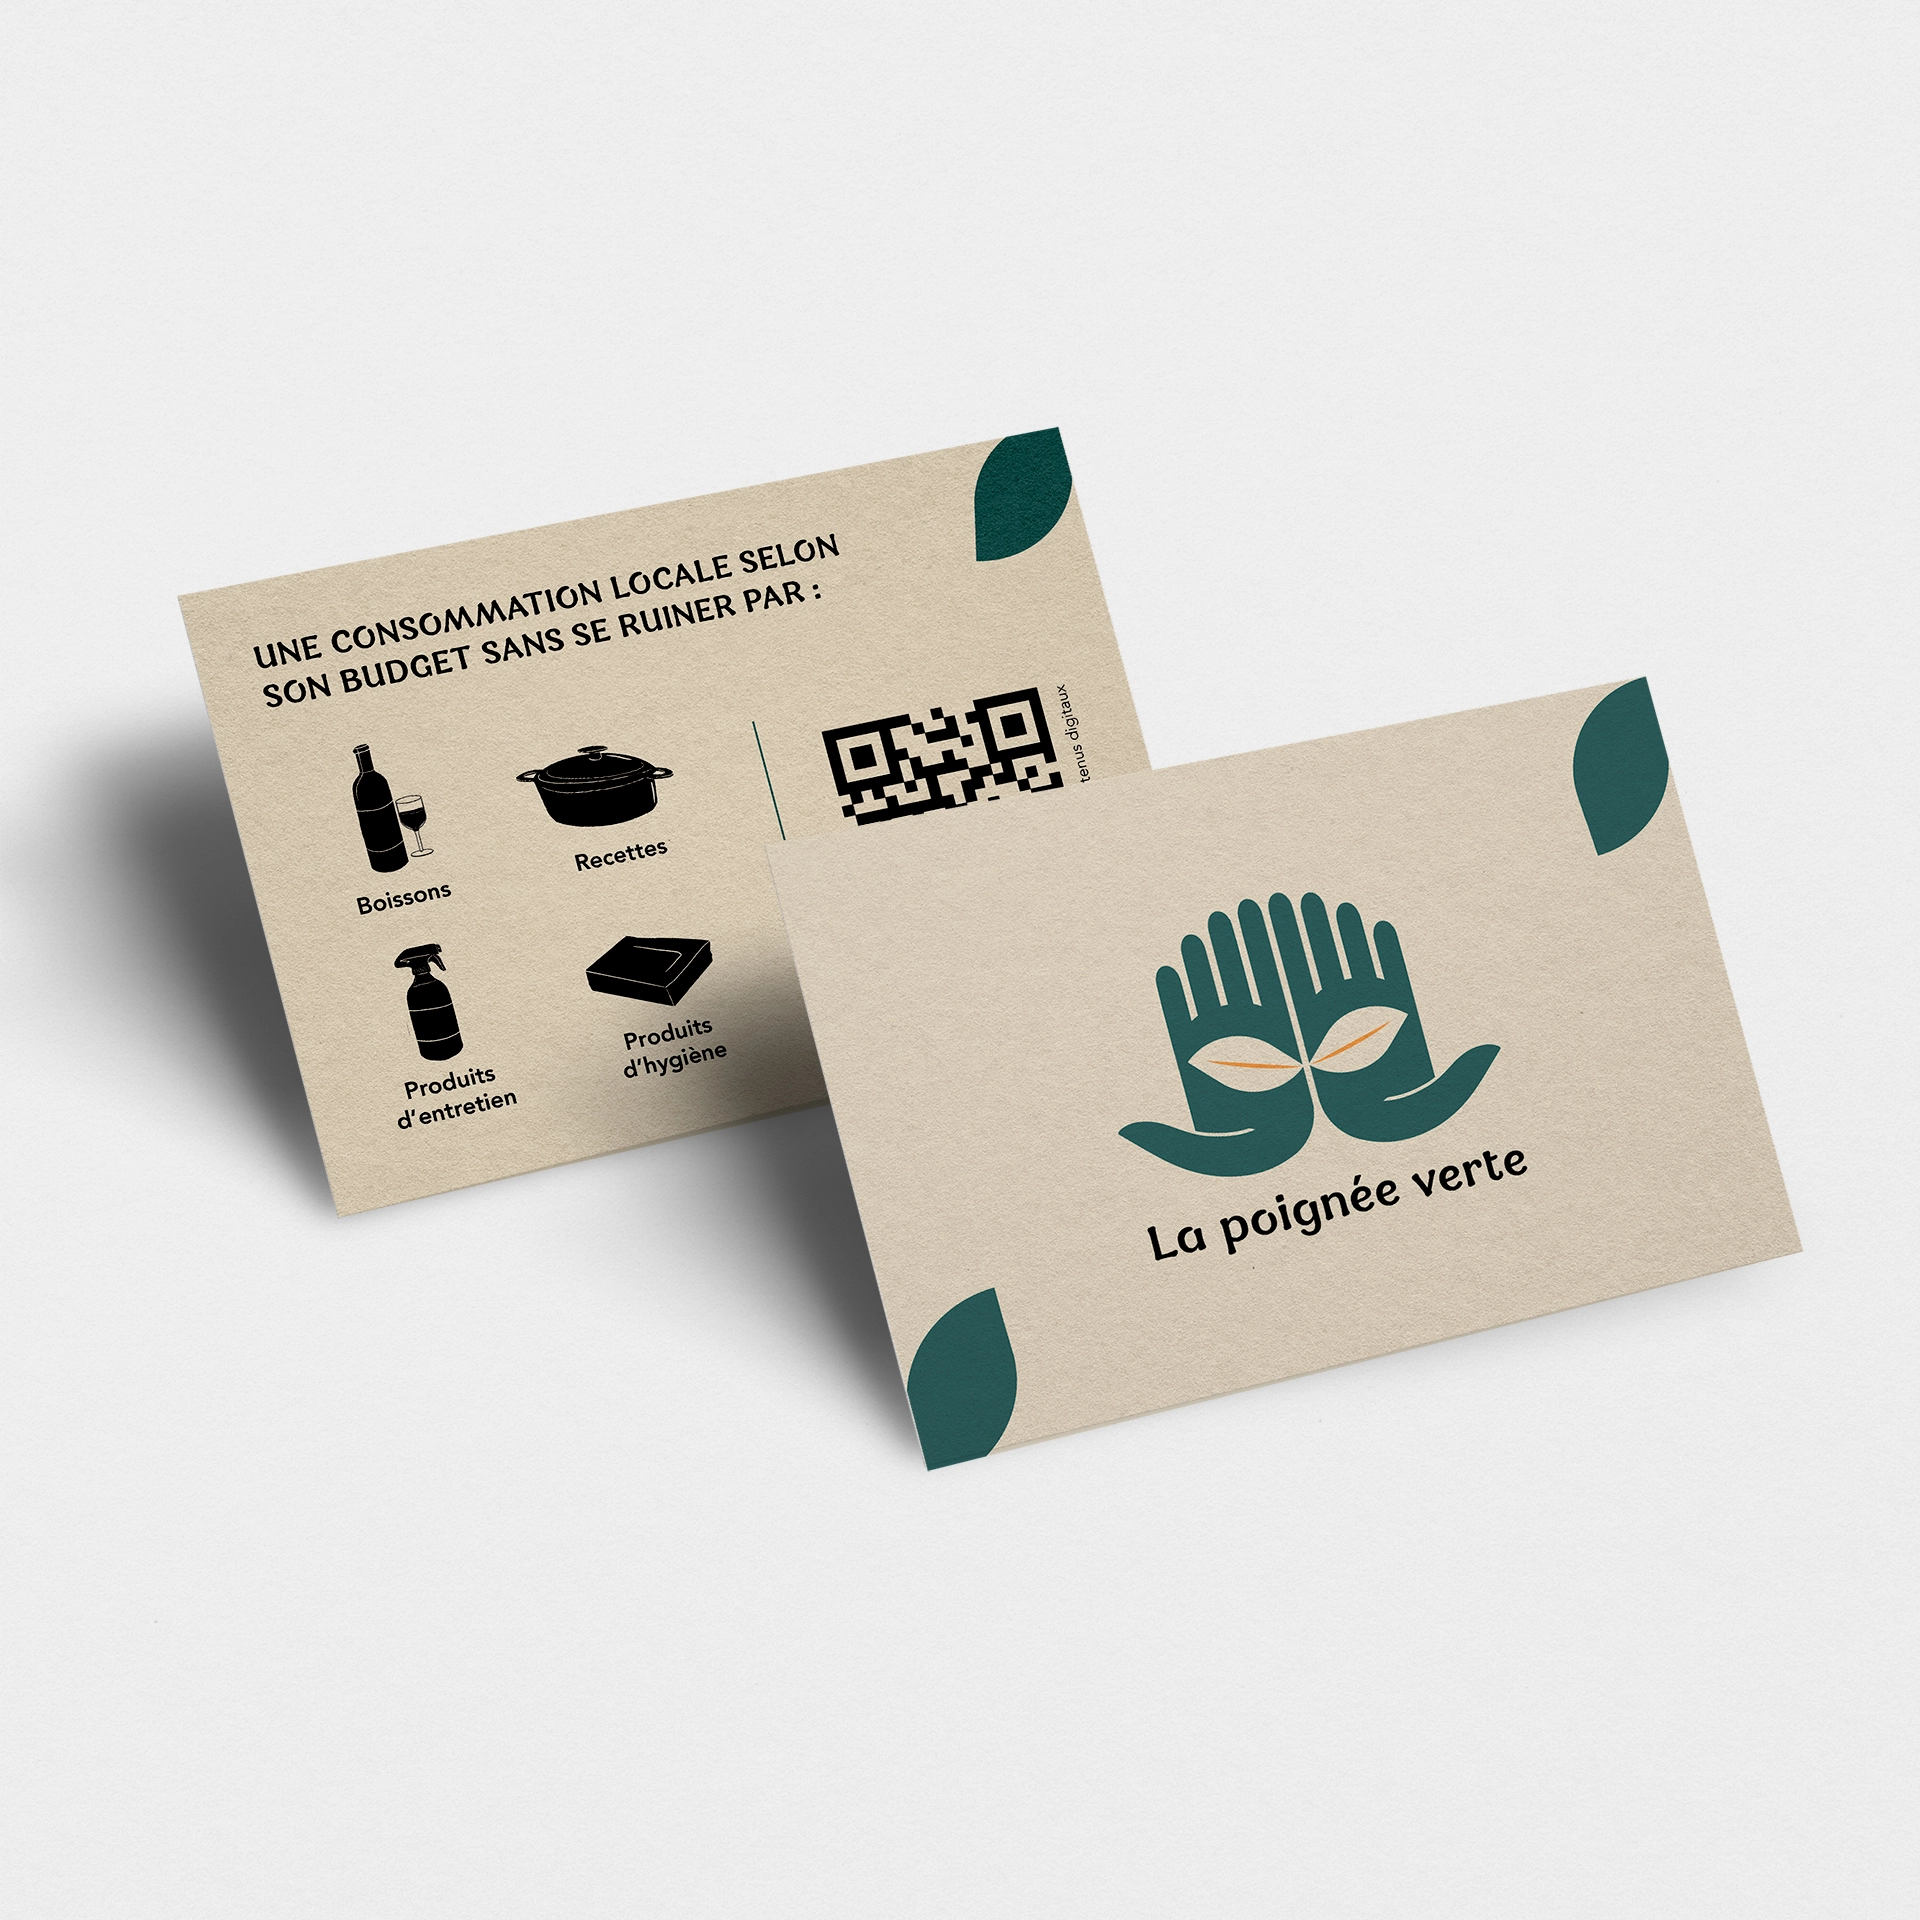 UNE CONSOMMATION LOCALE SELON
SON BUDGET SANS SE RUINER PAR :
Boissons
Recettes
Produits
d'entretien
Produits
d'hygiène
tenus digitaux
La poignée verte